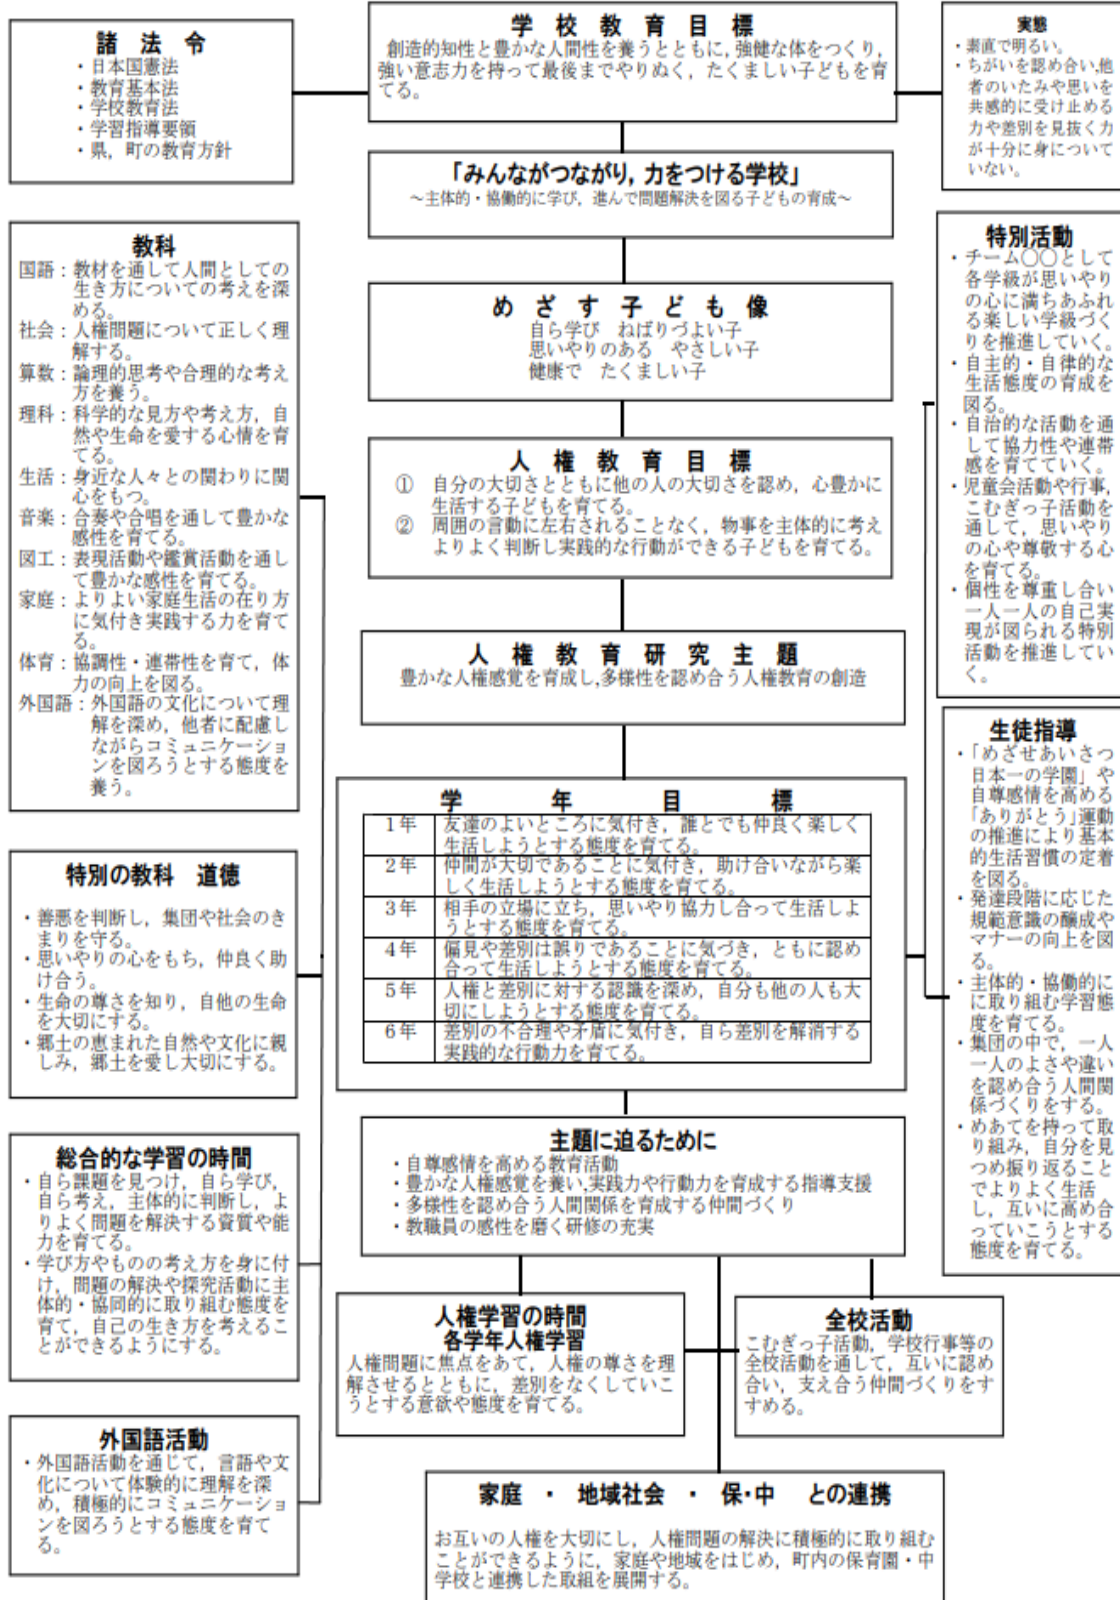 諸法令
・日本国憲法
・教育基本法
・学校教育法
・学習指導要領
・県，町の教育方針
学校教育目標
創造的知性と豊かな人間性を養うとともに，強健な体をつくり，
強い意志力を持って最後までやりぬく，たくましい子どもを育
てる。
実態
・素直で明るい。
・ちがいを認め合い，他
者のいたみや思いを
共感的に受け止める
力や差別を見抜く力
が十分に身について
いない。
「みんながつながり，力をつける学校」
～主体的・協働的に学び，進んで問題解決を図る子どもの育成～
めざす子ども像
自ら学び　ねばりづよい子
思いやりのある　やさしい子
健康で　たくましい子
人権教育目標
①　自分の大切さとともに他の人の大切さを認め，心豊かに
生活する子どもを育てる。
②　周囲の言動に左右されることなく，物事を主体的に考え
よりよく判断し実践的な行動ができる子どもを育てる。
人権教育研究主題
豊かな人権感覚を育成し，多様性を認め合う人権教育の創造
学年目標
1年　友達のよいところに気付き，誰とでも仲良く楽しく
生活しようとする態度を育てる。
2年　仲間が大切であることに気付き，助け合いながら楽
しく生活しようとする態度を育てる。
3年　相手の立場に立ち，思いやり協力し合って生活しよ
うとする態度を育てる。
4年　偏見や差別は誤りであることに気づき，ともに認め
合って生活しようとする態度を育てる。
5年　人権と差別に対する認識を深め，自分も他の人も大
切にしようとする態度を育てる。
6年　差別の不合理や矛盾に気付き，自ら差別を解消する
実践的な行動力を育てる。
主題に迫るために
・自尊感情を高める教育活動
・豊かな人権感覚を養い，実践力や行動力を育成する指導支援
・多様性を認め合う人間関係を育成する仲間づくり
・教職員の感性を磨く研修の充実
人権学習の時間
各学年人権学習
人権問題に焦点をあて，人権の尊さを理
解させるとともに，差別をなくしていこ
うとする意欲や態度を育てる。
全校活動
こむぎっ子活動，学校行事等の
全校活動を通して，互いに認め
合い，支え合う仲間づくりをす
すめる。
家庭・地域社会・保・中　との連携
お互いの人権を大切にし，人権問題の解決に積極的に取り組む
ことができるように，家庭や地域をはじめ，町内の保育園・中
学校と連携した取組を展開する。
教科
国語：教材を通して人間としての
生き方についての考えを深
める。
社会：人権問題について正しく理
解する。
算数：論理的思考や合理的な考え
方を養う。
理科：科学的な見方や考え方，自
然や生命を愛する心情を育
てる。
生活：身近な人々との関わりに関
心をもつ。
音楽：合奏や合唱を通して豊かな
感性を育てる。
図工：表現活動や鑑賞活動を通し
て豊かな感性を育てる。
家庭：よりよい家庭生活の在り方
に気付き実践する力を育て
る。
体育：協調性・連帯性を育て，体
力の向上を図る。
外国語：外国語の文化について理
解を深め，他者に配慮し
ながらコミュニケーショ
ンを図ろうとする態度を
養う。
特別の教科　道徳
・善悪を判断し，集団や社会のき
まりを守る。
・思いやりの心をもち，仲良く助
け合う。
・生命の尊さを知り，自他の生命
を大切にする。
・郷土の恵まれた自然や文化に親
しみ，郷土を愛し大切にする。
総合的な学習の時間
・自ら課題を見つけ，自ら学び，
自ら考え，主体的に判断し，よ
りよく問題を解決する資質や能
力を育てる。
・学び方やものの考え方を身に付
け，問題の解決や探究活動に主
体的・協同的に取り組む態度を
育て，自己の生き方を考えるこ
とができるようにする。
外国語活動
・外国語活動を通じて，言語や文
化について体験的に理解を深
め，積極的にコミュニケーショ
ンを図ろうとする態度を育て
る。
特別活動
・チーム〇〇として
各学級が思いやり
の心に満ちあふれ
る楽しい学級づく
りを推進していく。
・自主的・自律的な
生活態度の育成を
図る。
・自治的な活動を通
して協力性や連帯
感を育てていく。
・児童会活動や行事，
こむぎっ子活動を
通して，思いやり
の心や尊敬する心
を育てる。
・個性を尊重し合い
一人一人の自己実
現が図られる特別
活動を推進してい
く。
生徒指導
・「めざせあいさつ
日本一の学園」や
自尊感情を高める
「ありがとう」運動
の推進により基本
的生活習慣の定着
を図る。
・発達段階に応じた
規範意識の醸成や
マナーの向上を図
る。
・主体的・協働的に
に取り組む学習態
度を育てる。
・集団の中で，一人
一人のよさや違い
を認め合う人間関
係づくりをする。
・めあてを持って取
り組み，自分を見
つめ振り返ること
でよりよく生活
し，互いに高め合
っていこうとする
態度を育てる。